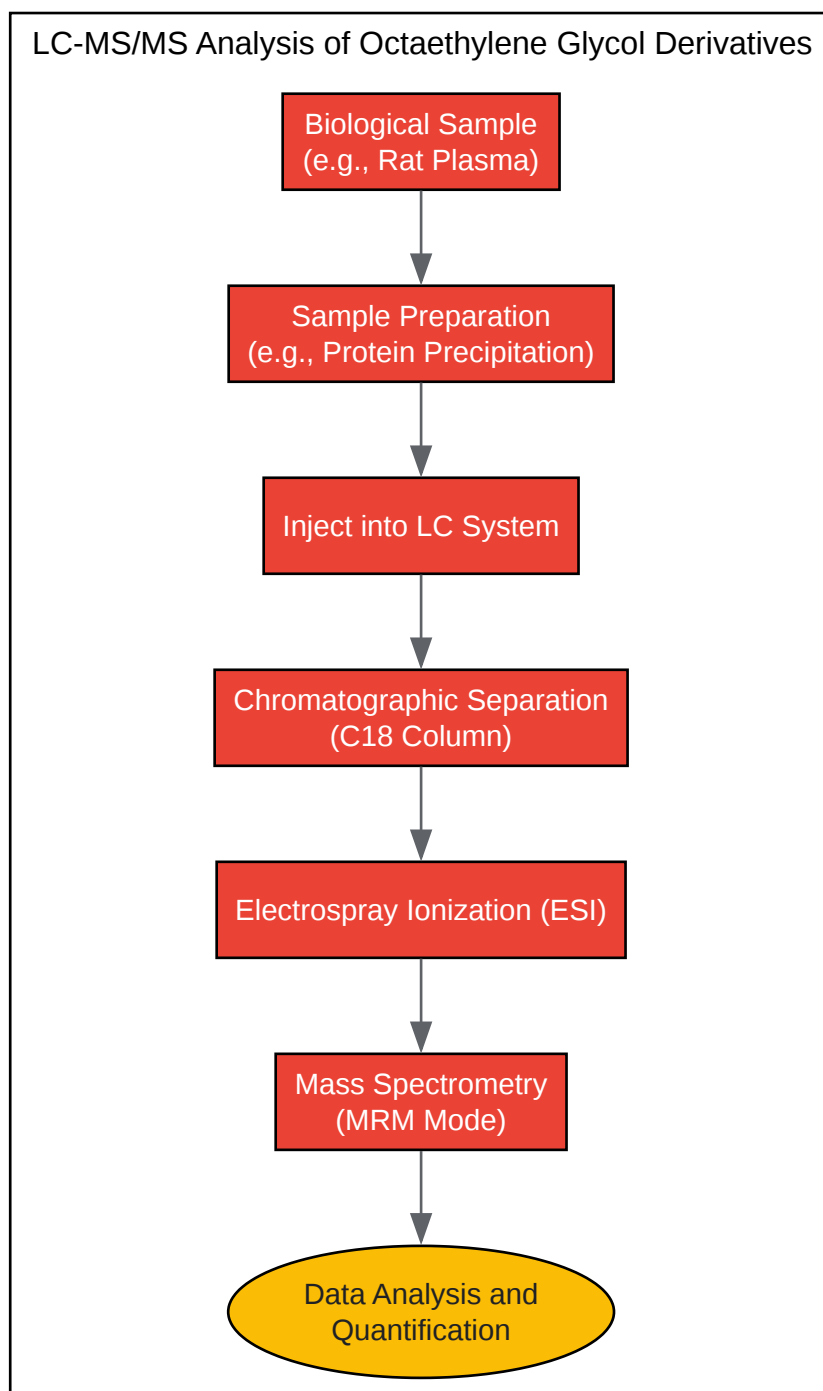 LC-MS/MS Analysis of Octaethylene Glycol Derivatives
Biological Sample
(e.g., Rat Plasma)
Sample Preparation
(e.g., Protein Precipitation)
Inject into LC System
Chromatographic Separation
(C18 Column)
Electrospray Ionization (ESI)
Mass Spectrometry
(MRM Mode)
Data Analysis and
Quantification